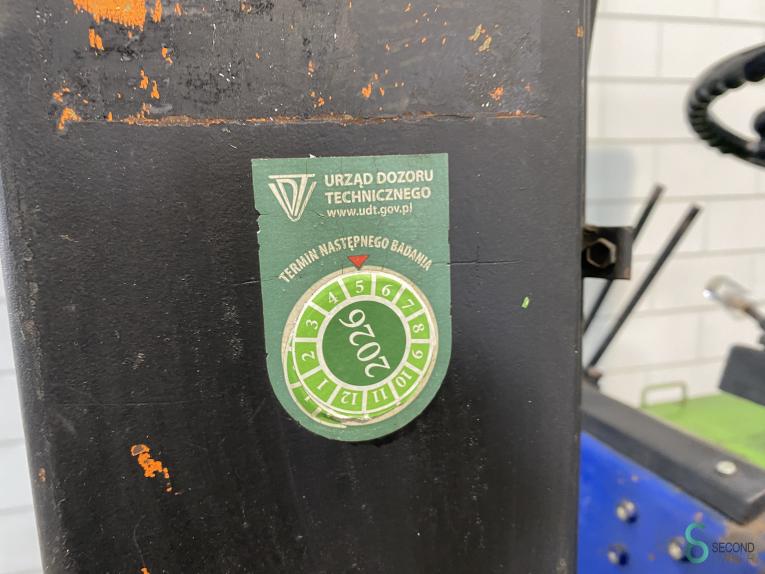 URZĄD DOZORU
TECHNICZNEGO
www.udt.gov.pl
TERMIN NASTĘPNEGO BADANIA
1 2 3 4 5 6 7 8 9 10 11 12
2026
SECOND